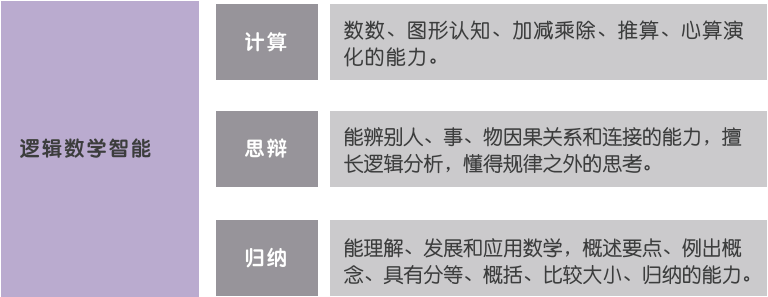 逻辑数学智能
计算
数数、图形认知、加减乘除、推算、心算演
化的能力。
思辩
能辨别人、事、物因果关系和连接的能力，擅
长逻辑分析，懂得规律之外的思考。
归纳
能理解、发展和应用数学，概述要点、例出概
念、具有分等、概括、比较大小、归纳的能力。